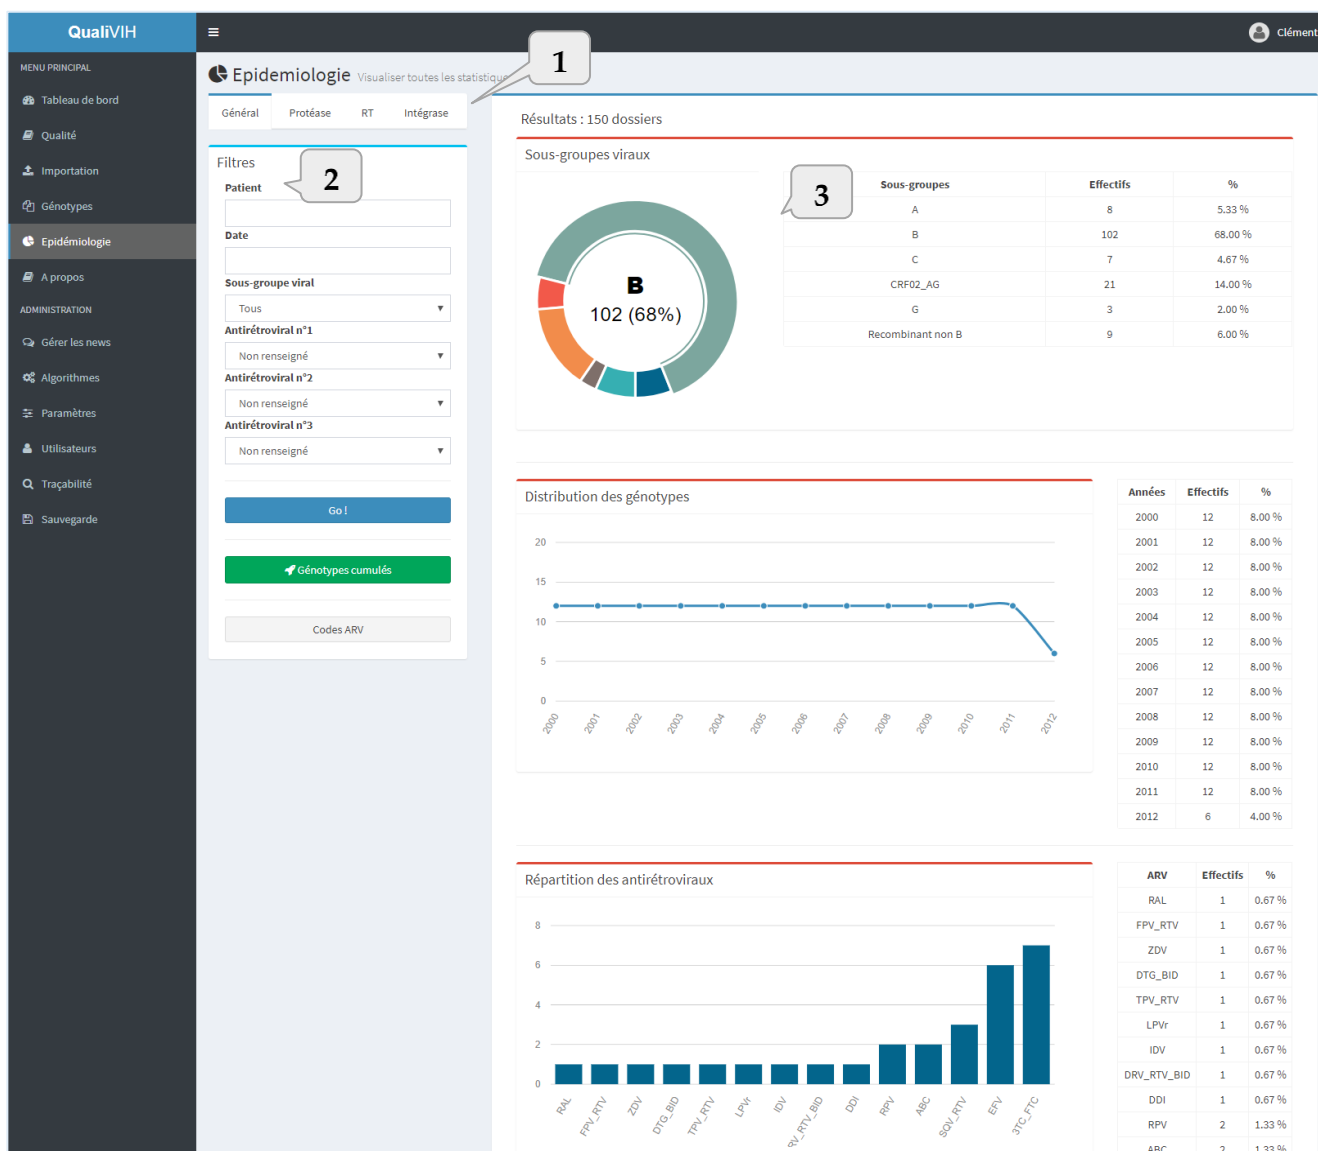 QualiVIH
Clément
MENU PRINCIPAL
Tableau de bord
Qualité
Importation
Génotypes
Epidémiologie
A propos
ADMINISTRATION
Gérer les news
Algorithmes
Paramètres
Utilisateurs
Traçabilité
Sauvegarde
Epidemiologie Visualiser toutes les statistique
1
Général Protéase RT Intégrase
Filtres
2
Patient
Date
Sous-groupe viral
Tous
Antirétroviral n°1
Non renseigné
Antirétroviral n°2
Non renseigné
Antirétroviral n°3
Non renseigné
Go !
Génotypes cumulés
Codes ARV
Résultats : 150 dossiers
Sous-groupes viraux
B
102 (68%)
3
Sous-groupes Effectifs %
A 8 5.33 %
B 102 68.00 %
C 7 4.67 %
CRF02_AG 21 14.00 %
G 3 2.00 %
Recombinant non B 9 6.00 %
Distribution des génotypes
20
15
10
5
0
2000 2001 2002 2003 2004 2005 2006 2007 2008 2009 2010 2011 2012
Années Effectifs %
2000 12 8.00 %
2001 12 8.00 %
2002 12 8.00 %
2003 12 8.00 %
2004 12 8.00 %
2005 12 8.00 %
2006 12 8.00 %
2007 12 8.00 %
2008 12 8.00 %
2009 12 8.00 %
2010 12 8.00 %
2011 12 8.00 %
2012 6 4.00 %
Répartition des antirétroviraux
8
6
4
2
0
RAL FPV_RTV ZDV DTG_BID TPV_RTV LPVr IDV RV_RTV_BID DDI RPV ABC SQV_RTV EFV 3TC_FTC
ARV Effectifs %
RAL 1 0.67 %
FPV_RTV 1 0.67 %
ZDV 1 0.67 %
DTG_BID 1 0.67 %
TPV_RTV 1 0.67 %
LPVr 1 0.67 %
IDV 1 0.67 %
DRV_RTV_BID 1 0.67 %
DDI 1 0.67 %
RPV 2 1.33 %
ABC 2 1.33 %